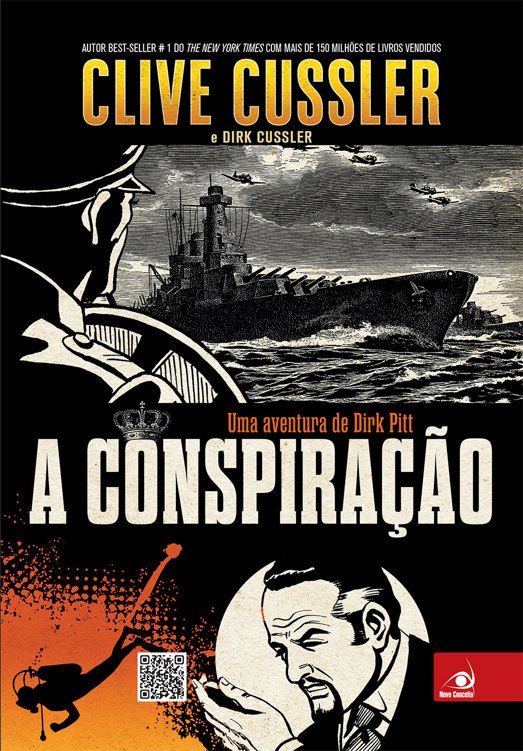 AUTOR BEST-SELLER # 1 DO THE NEW YORK TIMES COM MAIS DE 150 MILHÕES DE LIVROS VENDIDOS
CLIVE CUSSLER
e DIRK CUSSLER
Uma aventura de Dirk Pitt
A CONSPIRAÇÃO
Novo Conceito